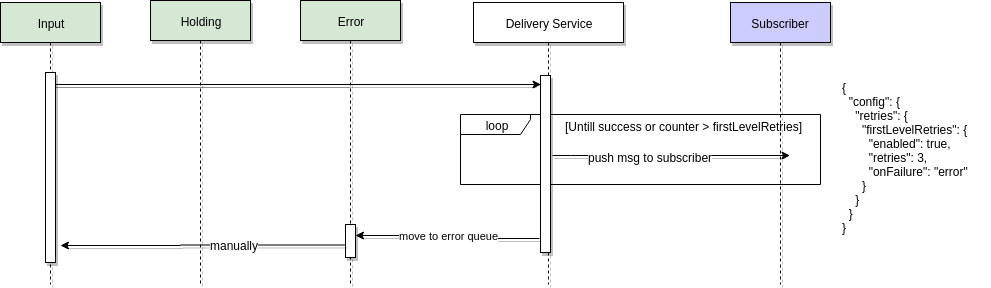 Input
Holding
Error
Delivery Service
Subscriber
loop
[Untill success or counter > firstLevelRetries]
push msg to subscriber
move to error queue
manually
{
"config": {
"retries": {
"firstLevelRetries": {
"enabled": true,
"retries": 3,
"onFailure": "error"
}
}
}
}